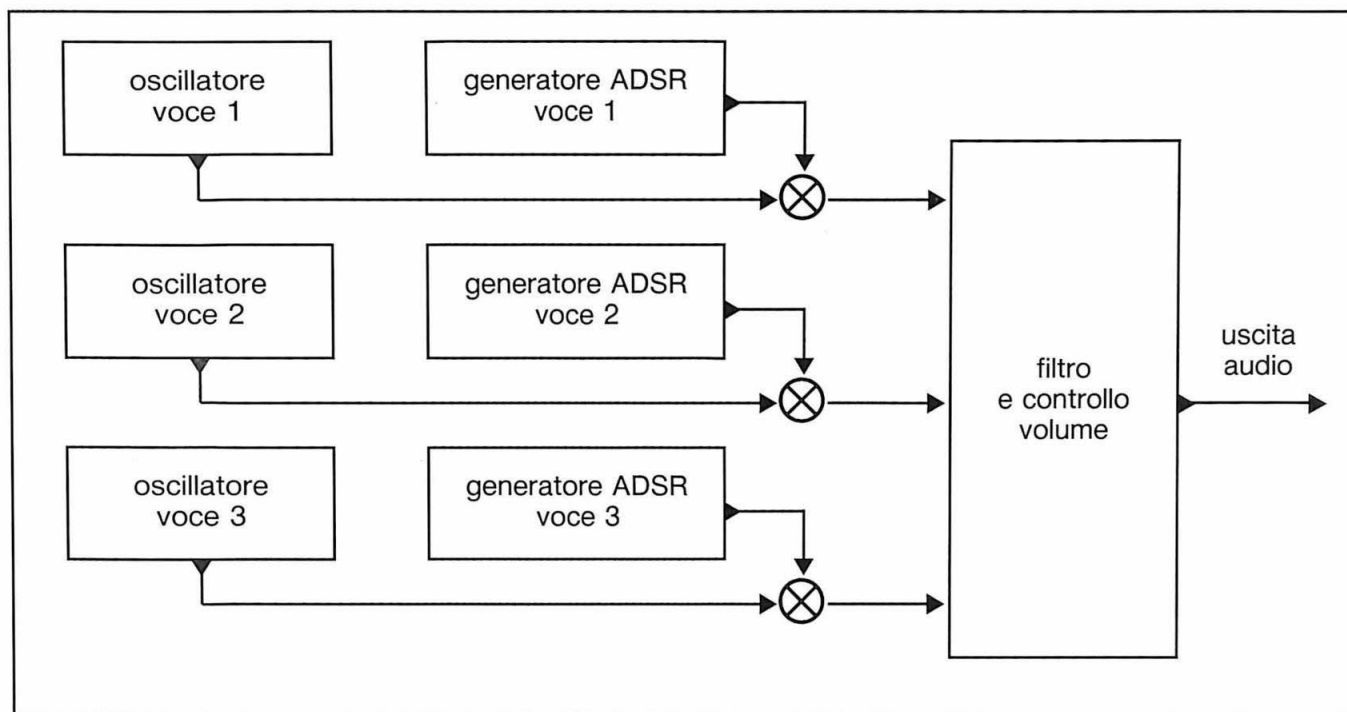 oscillatore
voce 1
generatore ADSR
voce 1
oscillatore
voce 2
generatore ADSR
voce 2
oscillatore
voce 3
generatore ADSR
voce 3
filtro
e controllo
volume
uscita
audio